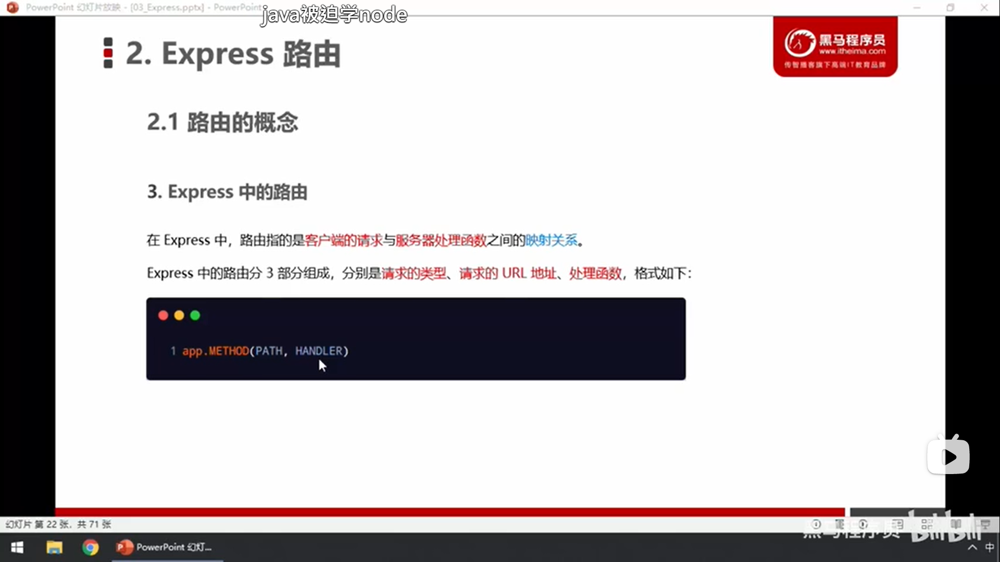 PowerPoint 幻灯片放映 - [03_Express.pptx] - PowerPoint
java被迫学node
2. Express 路由
黑马程序员
www.itheima.com
传智播客旗下高端IT教育品牌
2.1 路由的概念
3. Express 中的路由
在 Express 中，路由指的是客户端的请求与服务器处理函数之间的映射关系。
Express 中的路由分 3 部分组成，分别是请求的类型、请求的 URL 地址、处理函数，格式如下：
1 app.METHOD(PATH, HANDLER)
幻灯片 第 22 张，共 71 张
黑马程序员 bilibili
PowerPoint 幻灯...
中